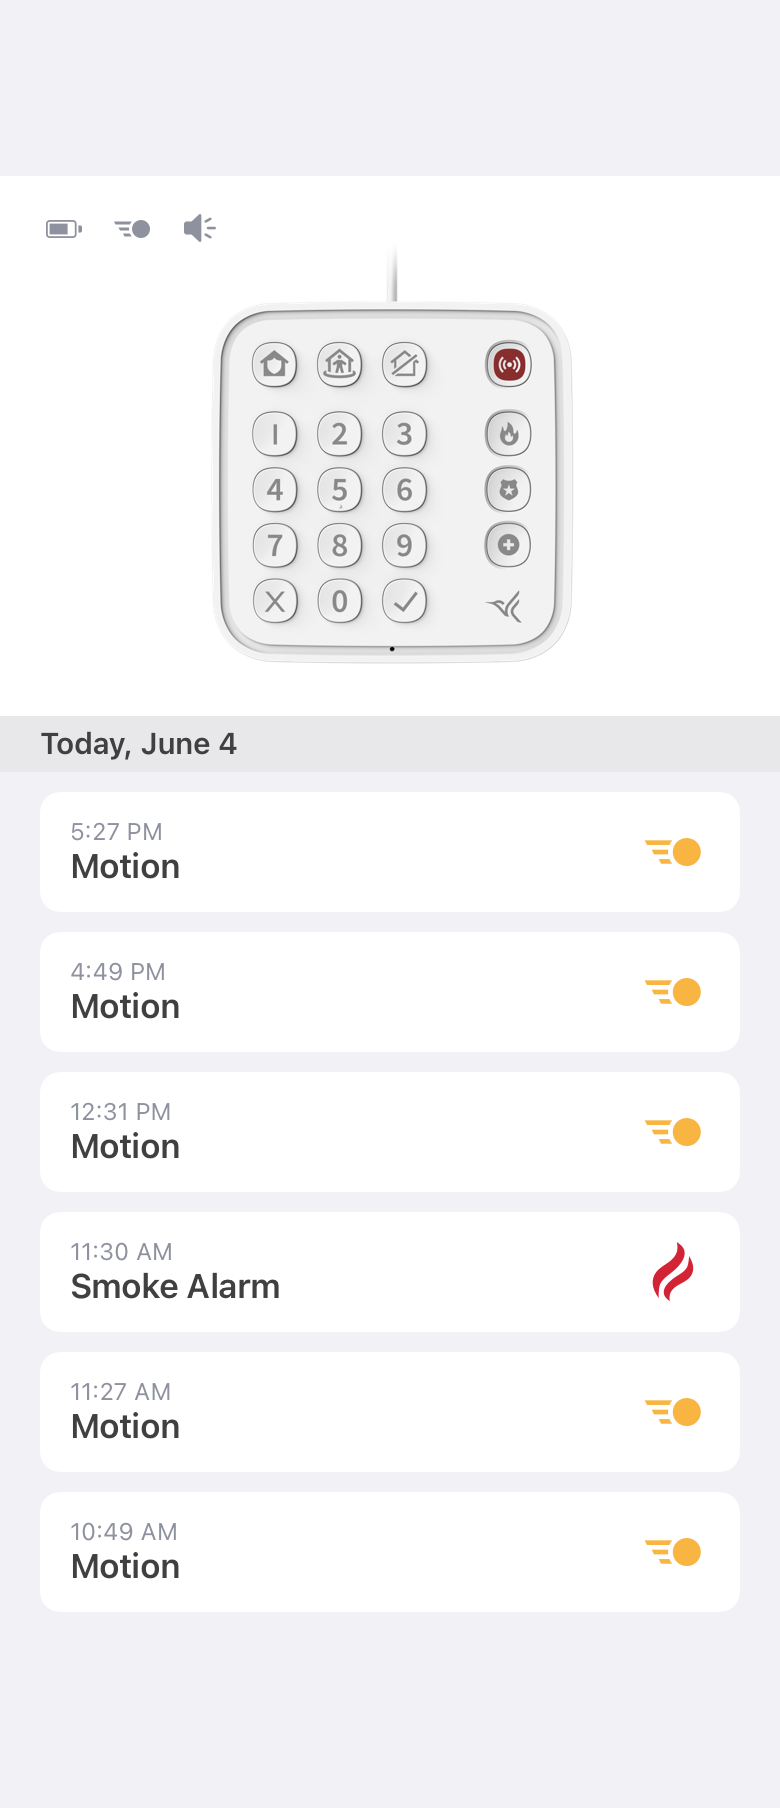 1 2 3
4 5 6
7 8 9
X 0
Today, June 4
5:27 PM
Motion
4:49 PM
Motion
12:31 PM
Motion
11:30 AM
Smoke Alarm
11:27 AM
Motion
10:49 AM
Motion